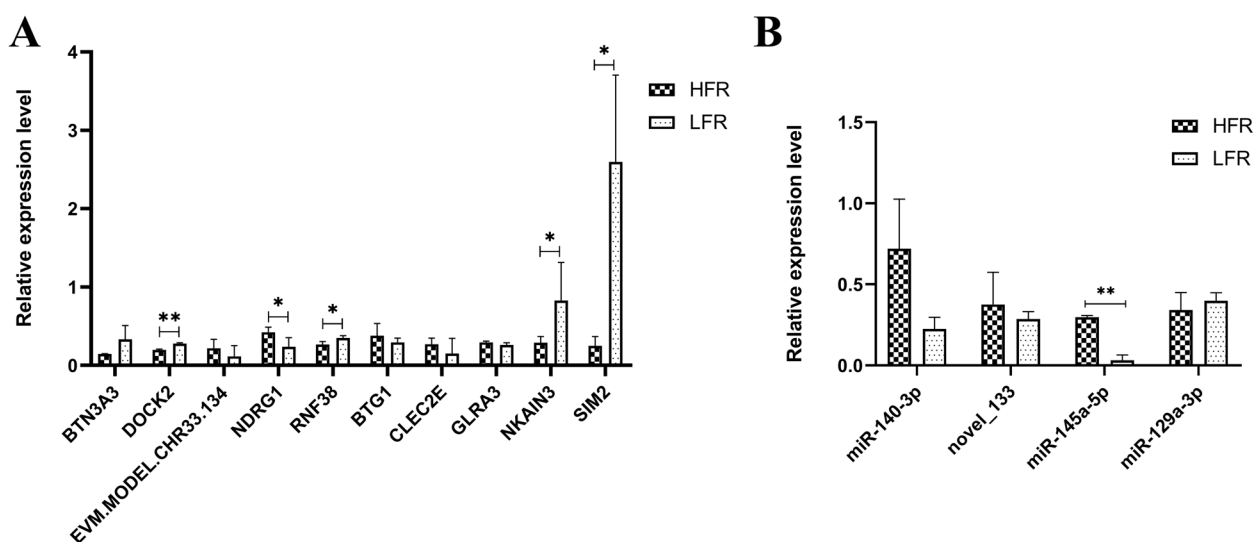 A
Relative expression level
4
3
2
1
0
*
**
*
*
*
HFR
LFR
BTN3A3
DOCK2
EVM.MODEL.CHR33.134
NDRG1
RNF38
BTG1
CLEC2E
GLRA3
NKAIN3
SIM2
B
Relative expression level
1.5
1.0
0.5
0.0
**
HFR
LFR
miR-140-3p
novel_133
miR-145a-5p
miR-129a-3p